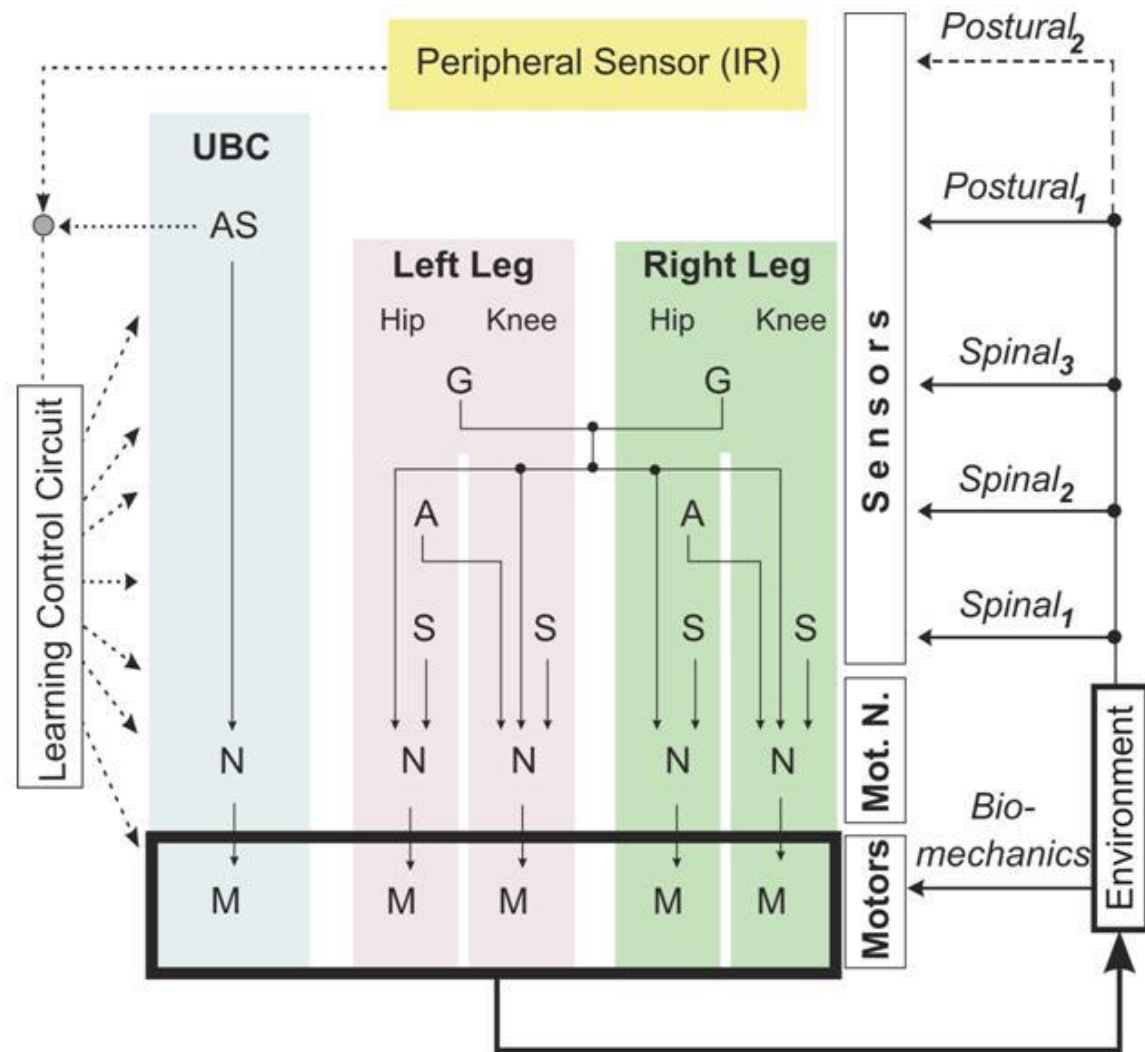 Postural2
Peripheral Sensor (IR)
UBC
Postural1
AS
Left Leg
Right Leg
Hip
Knee
Hip
Knee
Sensors
Spinal3
G
G
Learning Control Circuit
A
A
Spinal2
S
S
S
S
Spinal1
N
N
N
N
N
Mot. N.
Environment
Bio-
mechanics
M
M
M
M
M
Motors